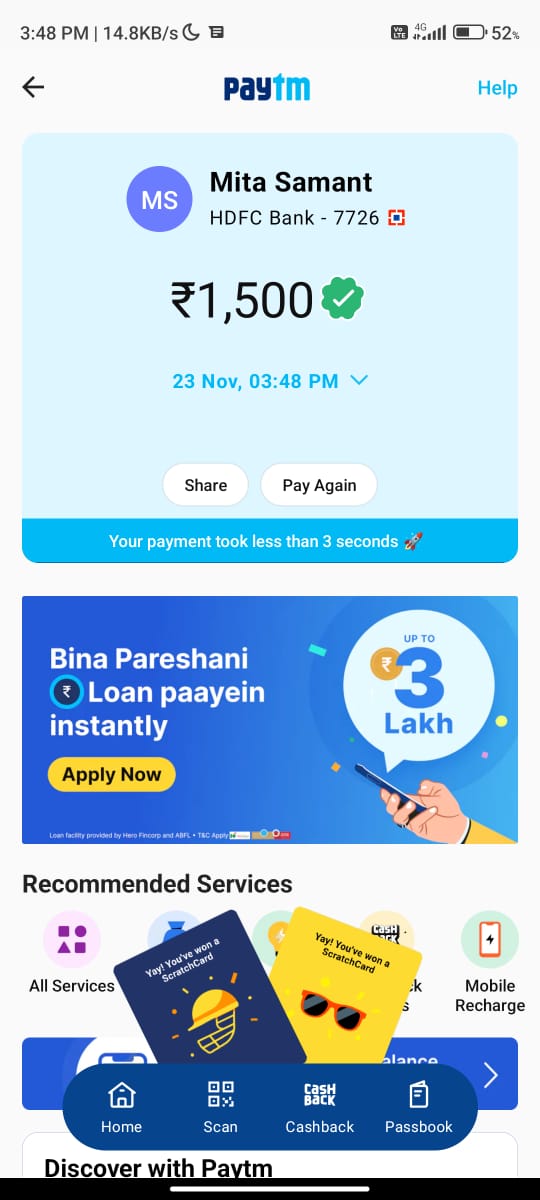 3:48 PM | 14.8KB/s
Vo LTE 4G 52%
paytm
Help
MS
Mita Samant
HDFC Bank - 7726
₹1,500
23 Nov, 03:48 PM
Share
Pay Again
Your payment took less than 3 seconds 🚀
Bina Pareshani
₹ Loan paayein
instantly
Apply Now
UP TO
₹
3
Lakh
Loan facility provided by Hero Fincorp and ABFL • T&C Apply
Recommended Services
Yay! You've won a
ScratchCard
Yay! You've won a
ScratchCard
CASH
All Services
Mobile
Recharge
alance
Home
Scan
CASH
BACK
Cashback
Passbook
Discover with Paytm